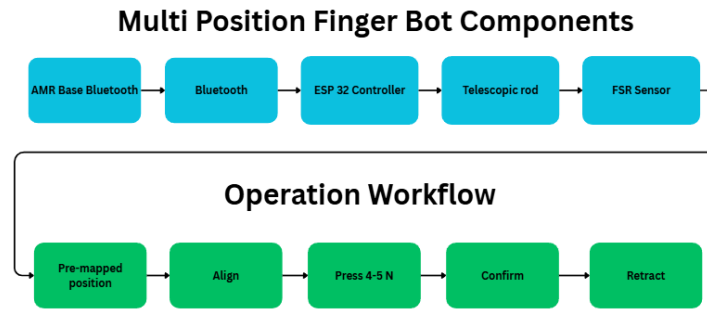 Multi Position Finger Bot Components
AMR Base Bluetooth
Bluetooth
ESP 32 Controller
Telescopic rod
FSR Sensor
Operation Workflow
Pre-mapped
position
Align
Press 4-5 N
Confirm
Retract